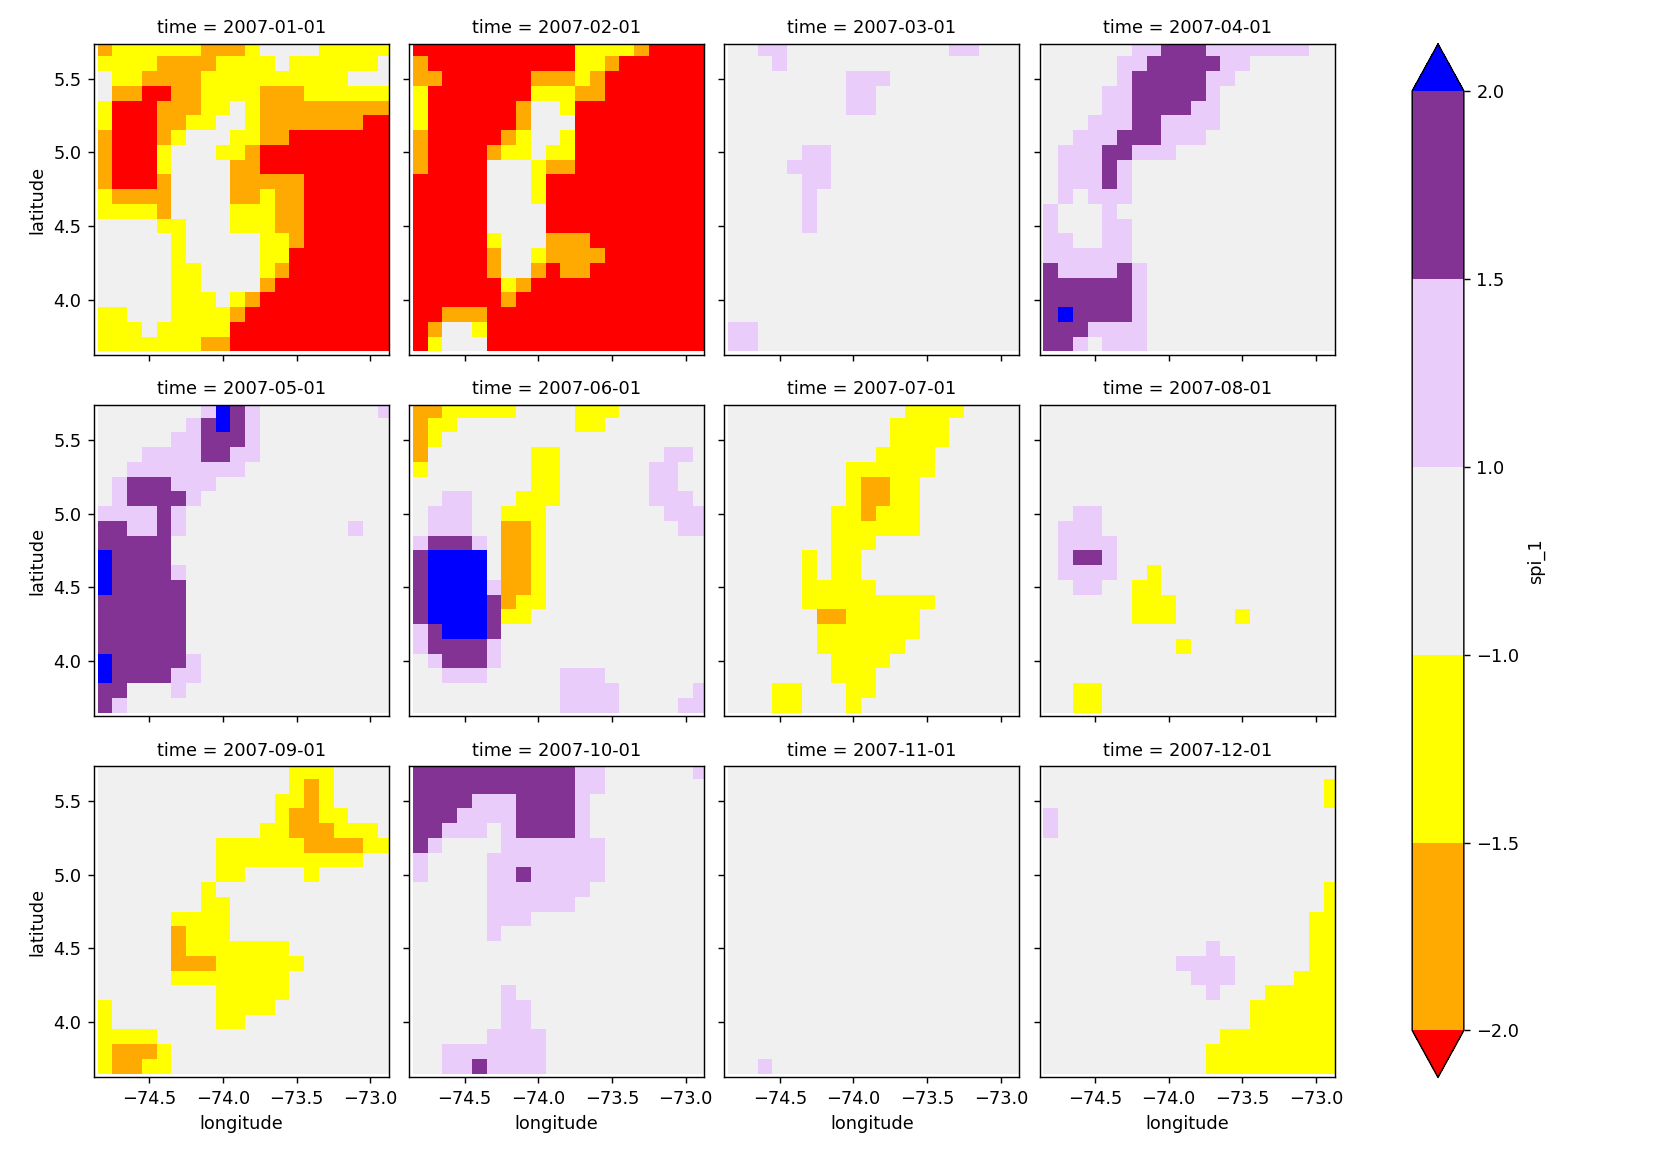 time = 2007-01-01
time = 2007-02-01
time = 2007-03-01
time = 2007-04-01
5.5
5.0
4.5
4.0
latitude
time = 2007-05-01
time = 2007-06-01
time = 2007-07-01
time = 2007-08-01
5.5
5.0
4.5
4.0
latitude
time = 2007-09-01
time = 2007-10-01
time = 2007-11-01
time = 2007-12-01
5.5
5.0
4.5
4.0
latitude
−74.5 −74.0 −73.5 −73.0
longitude
−74.5 −74.0 −73.5 −73.0
longitude
−74.5 −74.0 −73.5 −73.0
longitude
−74.5 −74.0 −73.5 −73.0
longitude
2.0
1.5
1.0
−1.0
−1.5
−2.0
spi_1